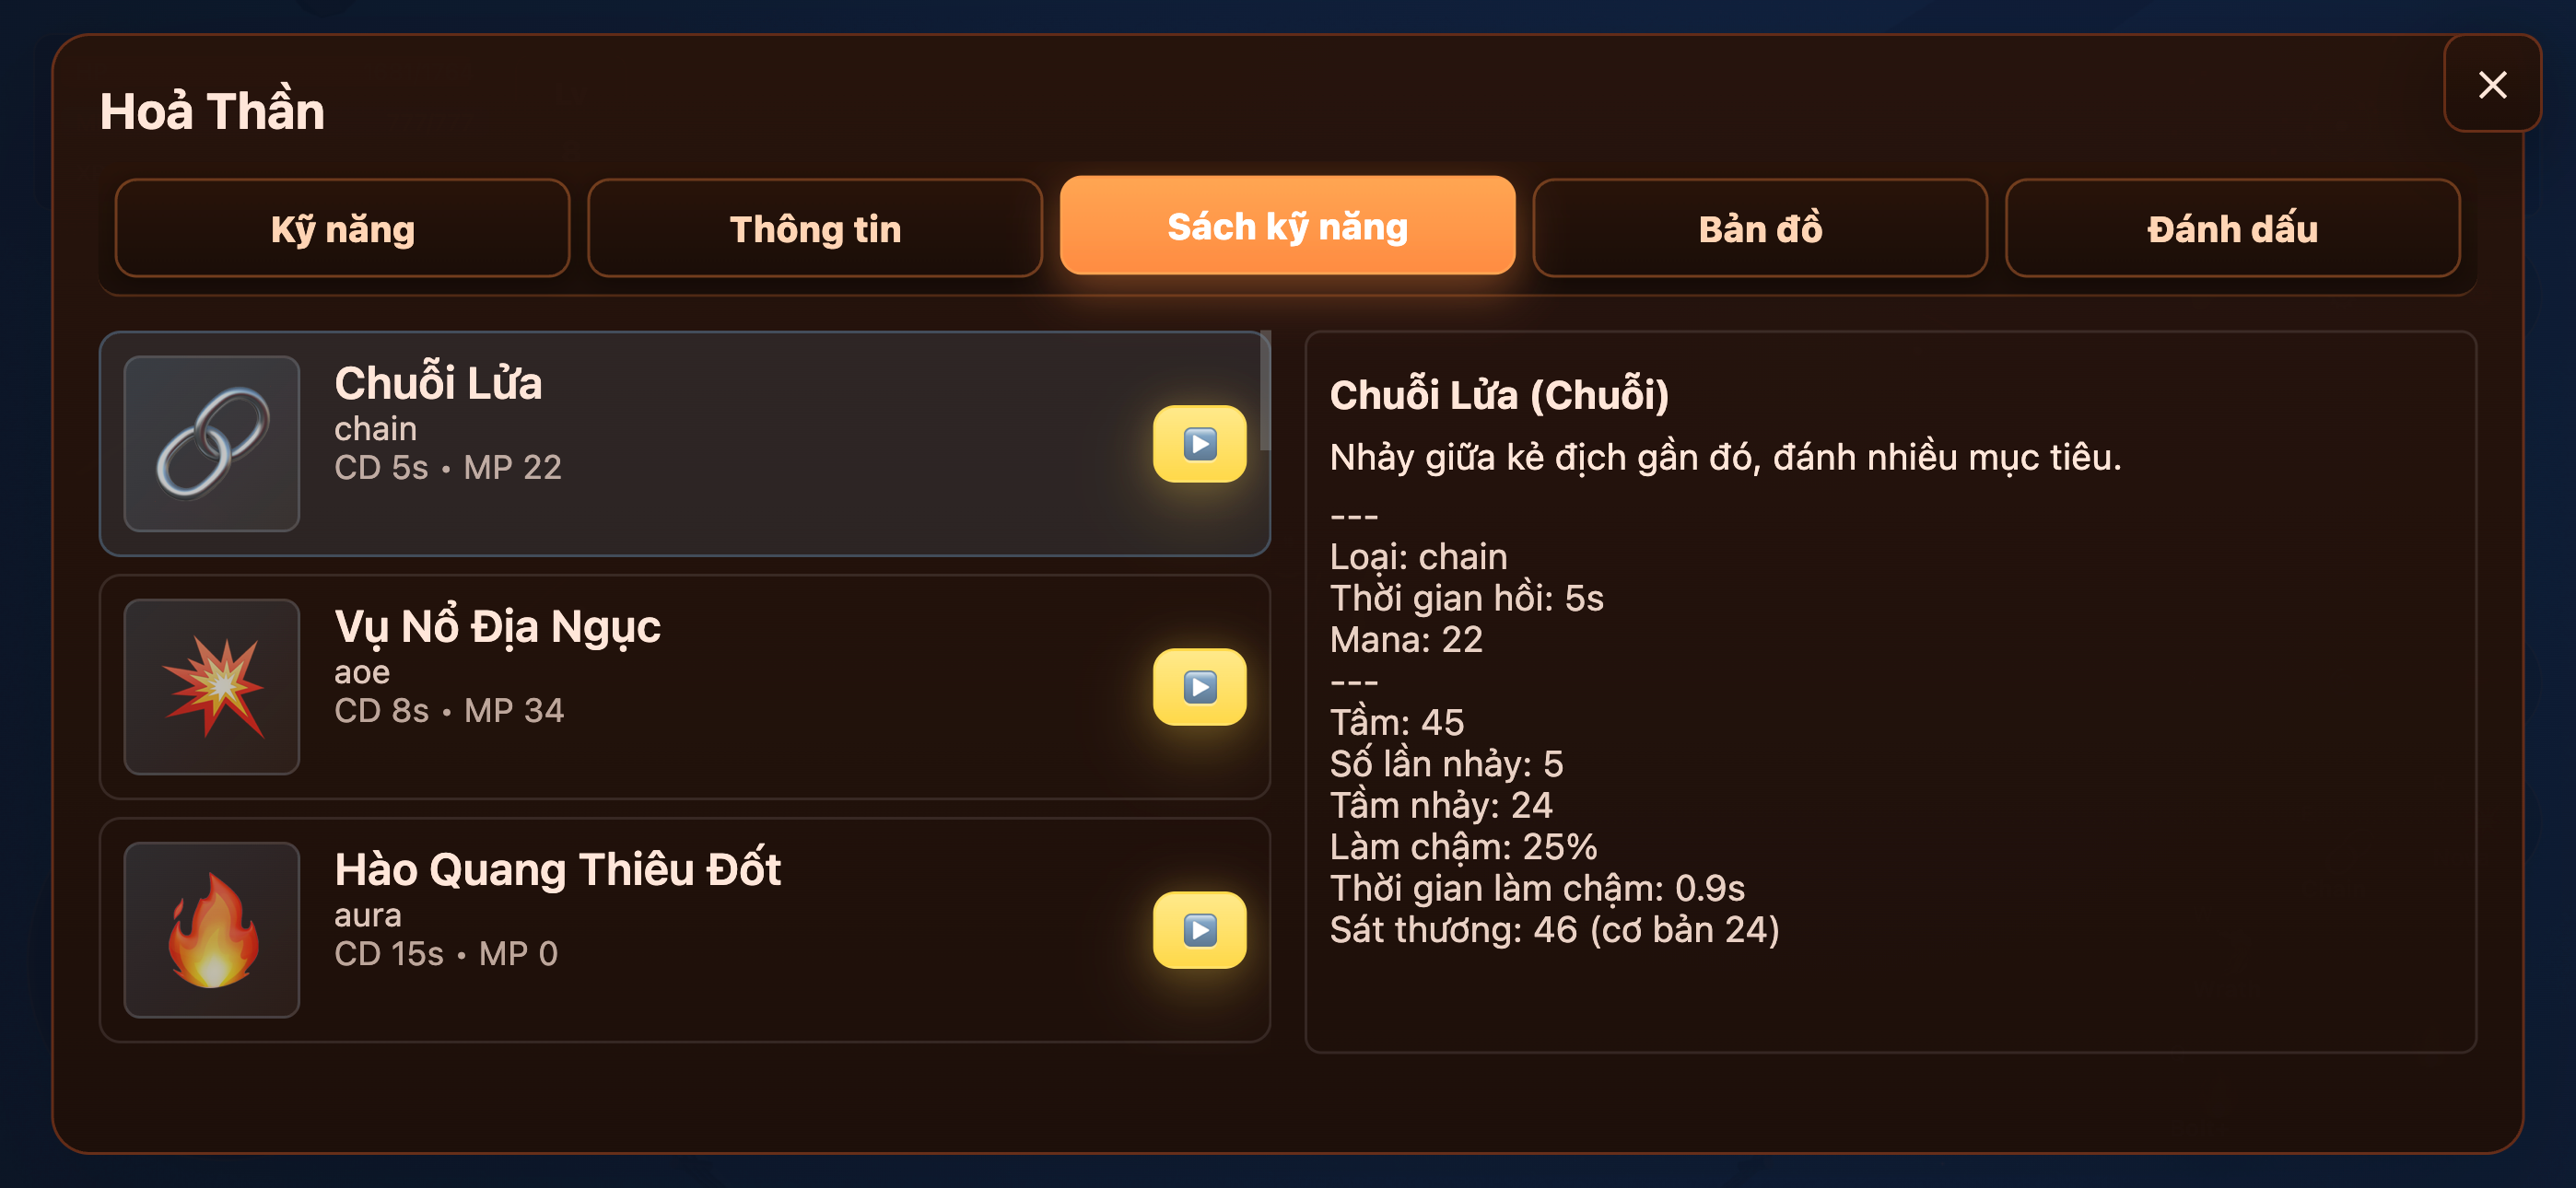 Hoả Thần
Kỹ năng
Thông tin
Sách kỹ năng
Bản đồ
Đánh dấu
Chuỗi Lửa
chain
CD 5s • MP 22
Vụ Nổ Địa Ngục
aoe
CD 8s • MP 34
Hào Quang Thiêu Đốt
aura
CD 15s • MP 0
Chuỗi Lửa (Chuỗi)
Nhảy giữa kẻ địch gần đó, đánh nhiều mục tiêu.
---
Loại: chain
Thời gian hồi: 5s
Mana: 22
---
Tầm: 45
Số lần nhảy: 5
Tầm nhảy: 24
Làm chậm: 25%
Thời gian làm chậm: 0.9s
Sát thương: 46 (cơ bản 24)